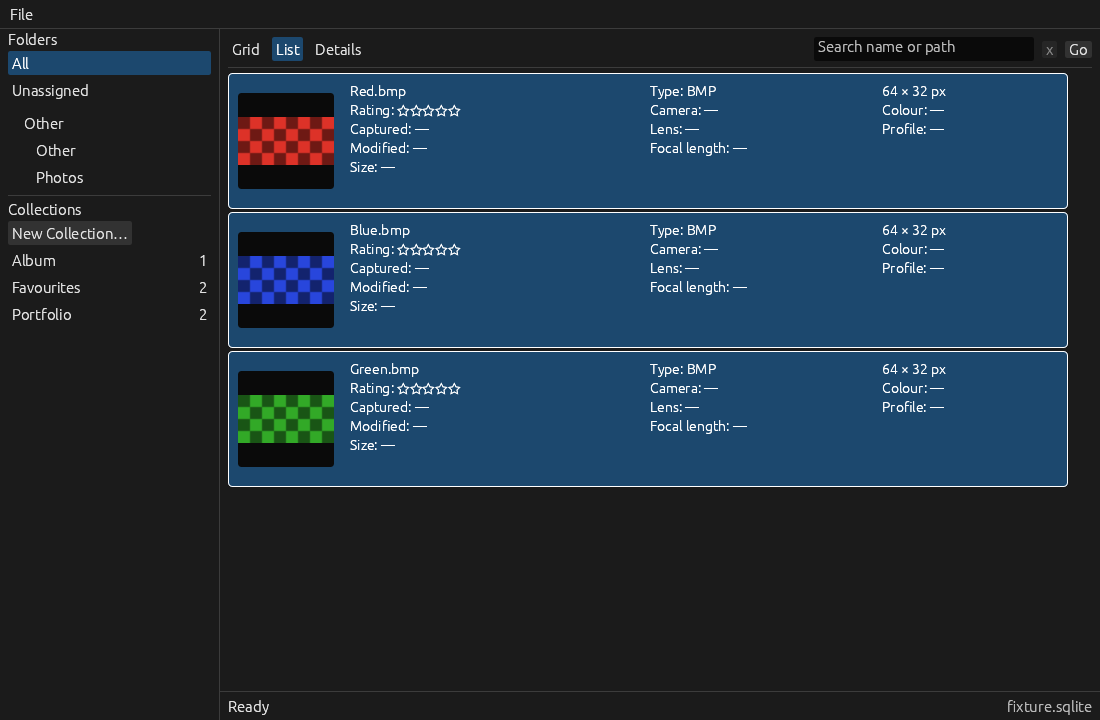 File
Folders
All
Unassigned
Other
Other
Photos
Collections
New Collection…
Album 1
Favourites 2
Portfolio 2
Grid List Details
Search name or path x Go
Red.bmp
Rating: ☆☆☆☆☆
Captured: —
Modified: —
Size: —
Type: BMP
Camera: —
Lens: —
Focal length: —
64 × 32 px
Colour: —
Profile: —
Blue.bmp
Rating: ☆☆☆☆☆
Captured: —
Modified: —
Size: —
Type: BMP
Camera: —
Lens: —
Focal length: —
64 × 32 px
Colour: —
Profile: —
Green.bmp
Rating: ☆☆☆☆☆
Captured: —
Modified: —
Size: —
Type: BMP
Camera: —
Lens: —
Focal length: —
64 × 32 px
Colour: —
Profile: —
Ready
fixture.sqlite